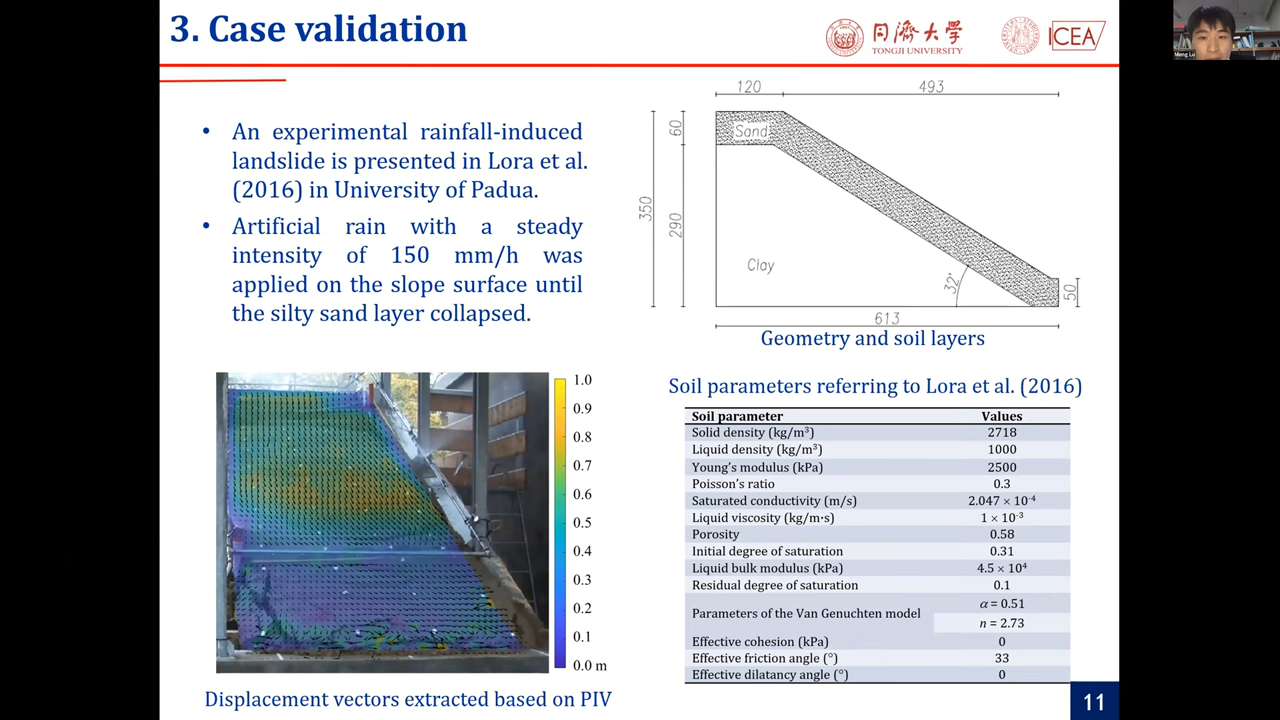 3. Case validation
同濟大學
TONGJI UNIVERSITY
ICEA
Meng Lu
• An experimental rainfall-induced
landslide is presented in Lora et al.
(2016) in University of Padua.
• Artificial rain with a steady
intensity of 150 mm/h was
applied on the slope surface until
the silty sand layer collapsed.
120
493
60
Sand
350
290
Clay
32°
50
613
Geometry and soil layers
1.0
0.9
0.8
0.7
0.6
0.5
0.4
0.3
0.2
0.1
0.0 m
Displacement vectors extracted based on PIV
Soil parameters referring to Lora et al. (2016)
Soil parameter Values
Solid density (kg/m³) 2718
Liquid density (kg/m³) 1000
Young's modulus (kPa) 2500
Poisson's ratio 0.3
Saturated conductivity (m/s) 2.047 × 10⁻⁴
Liquid viscosity (kg/m·s) 1 × 10⁻³
Porosity 0.58
Initial degree of saturation 0.31
Liquid bulk modulus (kPa) 4.5 × 10⁴
Residual degree of saturation 0.1
Parameters of the Van Genuchten model α = 0.51
n = 2.73
Effective cohesion (kPa) 0
Effective friction angle (°) 33
Effective dilatancy angle (°) 0
11